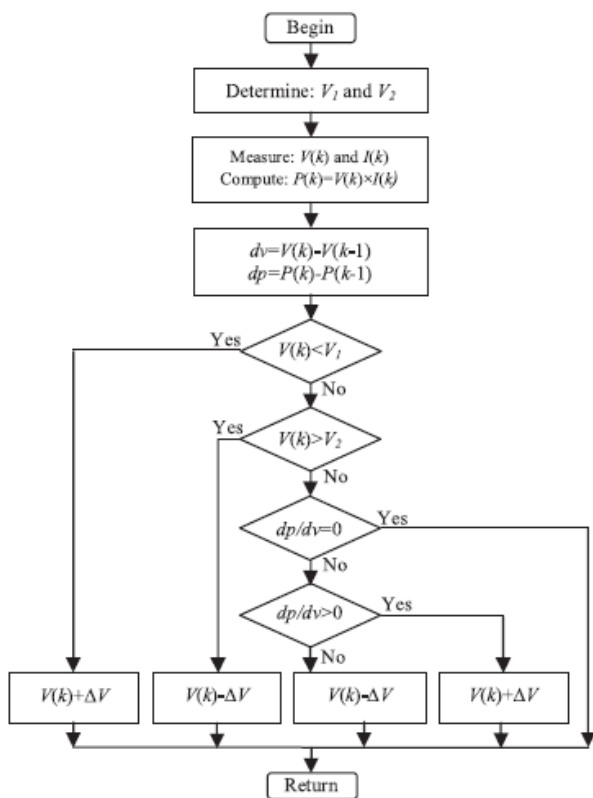 Begin
Determine: V1 and V2
Measure: V(k) and I(k)
Compute: P(k)=V(k)×I(k)
dv=V(k)-V(k-1)
dp=P(k)-P(k-1)
Yes
V(k)<V1
No
Yes
V(k)>V2
No
dp/dv=0
Yes
No
dp/dv>0
Yes
No
V(k)+ΔV
V(k)-ΔV
V(k)-ΔV
V(k)+ΔV
Return